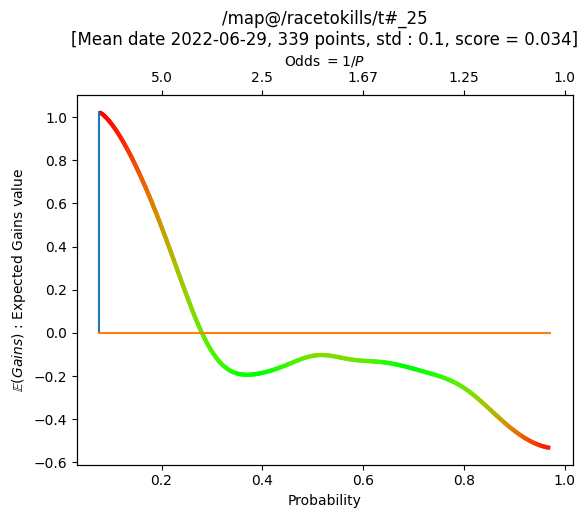 /map@/racetokills/t#_25
[Mean date 2022-06-29, 339 points, std : 0.1, score = 0.034]
Odds = 1/P
5.0 2.5 1.67 1.25 1.0
1.0
0.8
0.6
0.4
0.2
0.0
−0.2
−0.4
−0.6
𝔼(Gains) : Expected Gains value
0.2 0.4 0.6 0.8 1.0
Probability